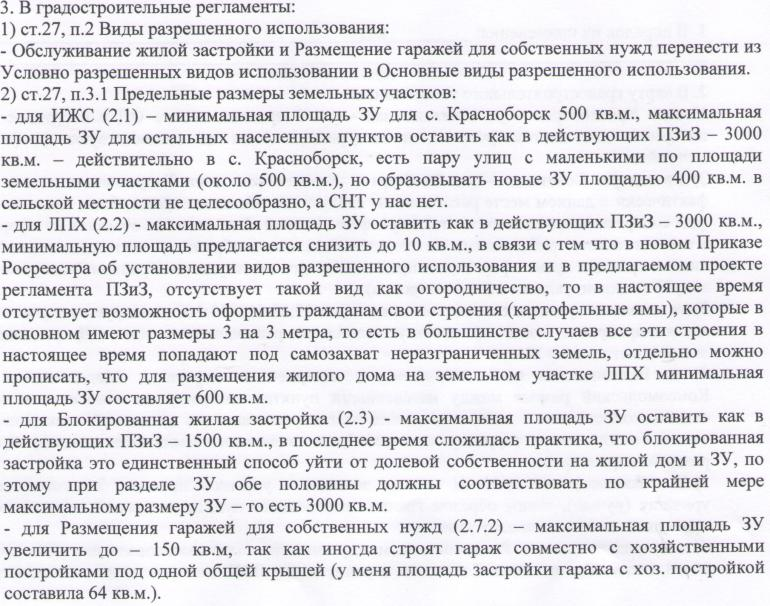 3. В градостроительные регламенты:
1) ст.27, п.2 Виды разрешенного использования:
- Обслуживание жилой застройки и Размещение гаражей для собственных нужд перенести из
Условно разрешенных видов использовании в Основные виды разрешенного использования.
2) ст.27, п.3.1 Предельные размеры земельных участков:
- для ИЖС (2.1) – минимальная площадь ЗУ для с. Красноборск 500 кв.м., максимальная
площадь ЗУ для остальных населенных пунктов оставить как в действующих ПЗиЗ – 3000
кв.м. – действительно в с. Красноборск, есть пару улиц с маленькими по площади
земельными участками (около 500 кв.м.), но образовывать новые ЗУ площадью 400 кв.м. в
сельской местности не целесообразно, а СНТ у нас нет.
- для ЛПХ (2.2) - максимальная площадь ЗУ оставить как в действующих ПЗиЗ – 3000 кв.м.,
минимальную площадь предлагается снизить до 10 кв.м., в связи с тем что в новом Приказе
Росреестра об установлении видов разрешенного использования и в предлагаемом проекте
регламента ПЗиЗ, отсутствует такой вид как огородничество, то в настоящее время
отсутствует возможность оформить гражданам свои строения (картофельные ямы), которые в
основном имеют размеры 3 на 3 метра, то есть в большинстве случаев все эти строения в
настоящее время попадают под самозахват неразграниченных земель, отдельно можно
прописать, что для размещения жилого дома на земельном участке ЛПХ минимальная
площадь ЗУ составляет 600 кв.м.
- для Блокированная жилая застройка (2.3) - максимальная площадь ЗУ оставить как в
действующих ПЗиЗ – 1500 кв.м., в последнее время сложилась практика, что блокированная
застройка это единственный способ уйти от долевой собственности на жилой дом и ЗУ, по
этому при разделе ЗУ обе половины должны соответствовать по крайней мере
максимальному размеру ЗУ – то есть 3000 кв.м.
- для Размещения гаражей для собственных нужд (2.7.2) – максимальная площадь ЗУ
увеличить до – 150 кв.м, так как иногда строят гараж совместно с хозяйственными
постройками под одной общей крышей (у меня площадь застройки гаража с хоз. постройкой
составила 64 кв.м.).